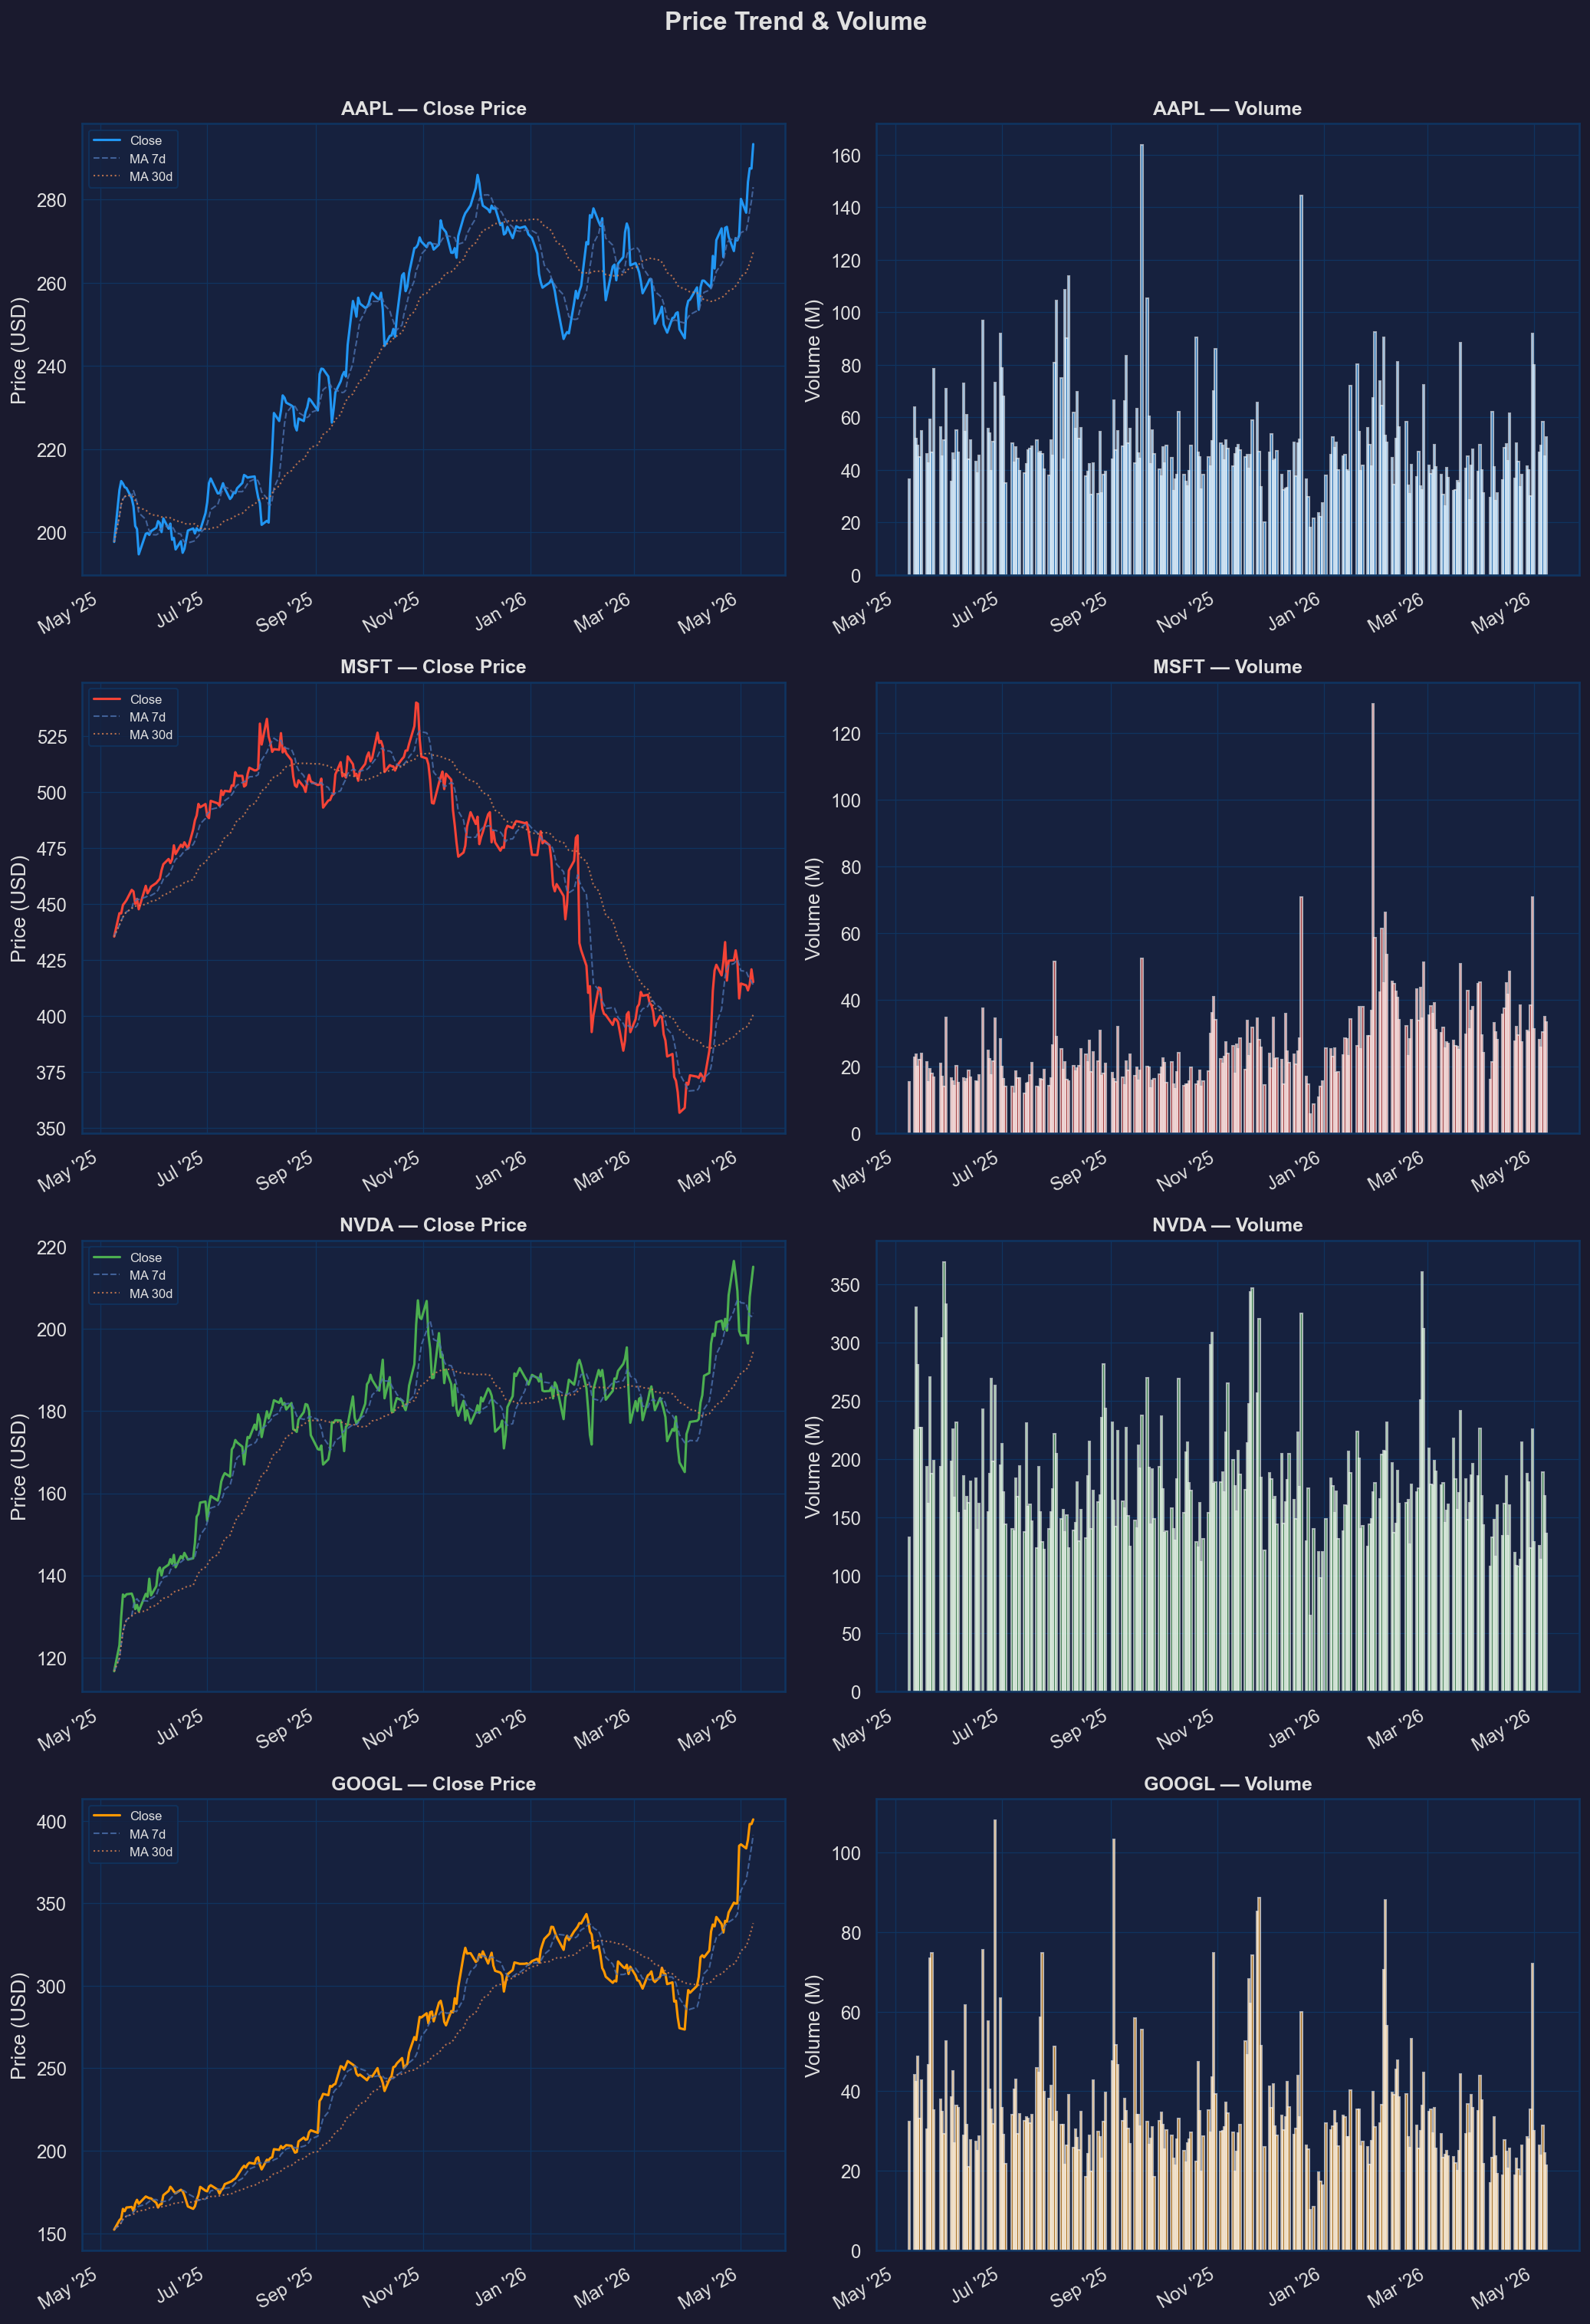 Price Trend & Volume
AAPL — Close Price
Close
MA 7d
MA 30d
Price (USD)
280
260
240
220
200
May '25
Jul '25
Sep '25
Nov '25
Jan '26
Mar '26
May '26
AAPL — Volume
Volume (M)
160
140
120
100
80
60
40
20
0
May '25
Jul '25
Sep '25
Nov '25
Jan '26
Mar '26
May '26
MSFT — Close Price
Close
MA 7d
MA 30d
Price (USD)
525
500
475
450
425
400
375
350
May '25
Jul '25
Sep '25
Nov '25
Jan '26
Mar '26
May '26
MSFT — Volume
Volume (M)
120
100
80
60
40
20
0
May '25
Jul '25
Sep '25
Nov '25
Jan '26
Mar '26
May '26
NVDA — Close Price
Close
MA 7d
MA 30d
Price (USD)
220
200
180
160
140
120
May '25
Jul '25
Sep '25
Nov '25
Jan '26
Mar '26
May '26
NVDA — Volume
Volume (M)
350
300
250
200
150
100
50
0
May '25
Jul '25
Sep '25
Nov '25
Jan '26
Mar '26
May '26
GOOGL — Close Price
Close
MA 7d
MA 30d
Price (USD)
400
350
300
250
200
150
May '25
Jul '25
Sep '25
Nov '25
Jan '26
Mar '26
May '26
GOOGL — Volume
Volume (M)
100
80
60
40
20
0
May '25
Jul '25
Sep '25
Nov '25
Jan '26
Mar '26
May '26